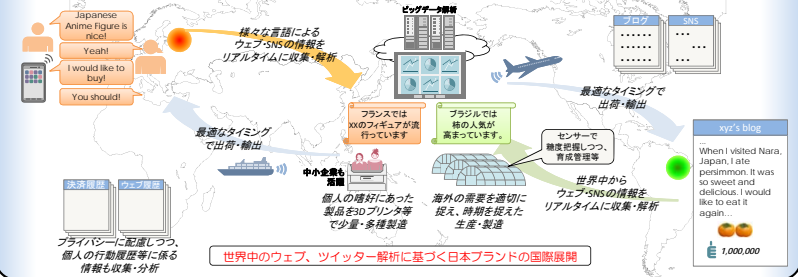 Japanese
Anime Figure is
nice!
Yeah!
I would like to
buy!
You should!
様々な言語による
ウェブ・SNSの情報を
リアルタイムに収集・解析
ビッグデータ解析
ブログ
SNS
最適なタイミングで
出荷・輸出
フランスでは
XXのフィギュアが流
行っています
ブラジルでは
柿の人気が
高まっています。
最適なタイミング
で出荷・輸出
センサーで
糖度把握しつつ、
育成管理等
xyz's blog
...
When I visited Nara,
Japan, I ate
persimmon. It was
so sweet and
delicious. I would
like to eat it
again…
1,000,000
中小企業も
活躍
個人の嗜好にあった
製品を3Dプリンタ等
で少量・多種製造
海外の需要を適切に
捉え、時期を捉えた
生産・製造
世界中から
ウェブ・SNSの情報を
リアルタイムに収集・解析
決済履歴
ウェブ履歴
プライバシーに配慮しつつ、
個人の行動履歴等に係る
情報も収集・分析
世界中のウェブ、ツイッター解析に基づく日本ブランドの国際展開